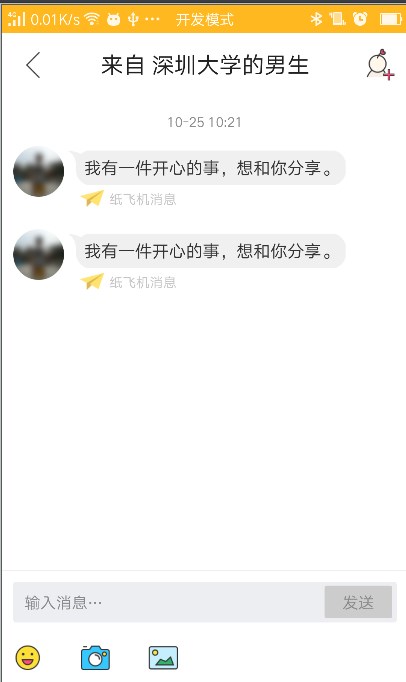 4G 0.01K/s 开发模式
来自 深圳大学的男生
10-25 10:21
我有一件开心的事，想和你分享。
纸飞机消息
我有一件开心的事，想和你分享。
纸飞机消息
输入消息… 发送